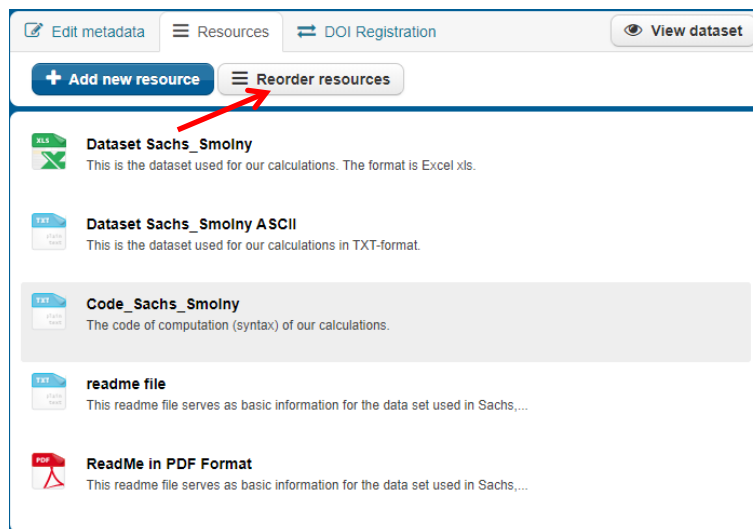 Edit metadata
Resources
DOI Registration
View dataset
Add new resource
Reorder resources
XLS
Dataset Sachs_Smolny
This is the dataset used for our calculations. The format is Excel xls.
TXT
Dataset Sachs_Smolny ASCII
This is the dataset used for our calculations in TXT-format.
TXT
Code_Sachs_Smolny
The code of computation (syntax) of our calculations.
TXT
readme file
This readme file serves as basic information for the data set used in Sachs,...
PDF
ReadMe in PDF Format
This readme file serves as basic information for the data set used in Sachs,...